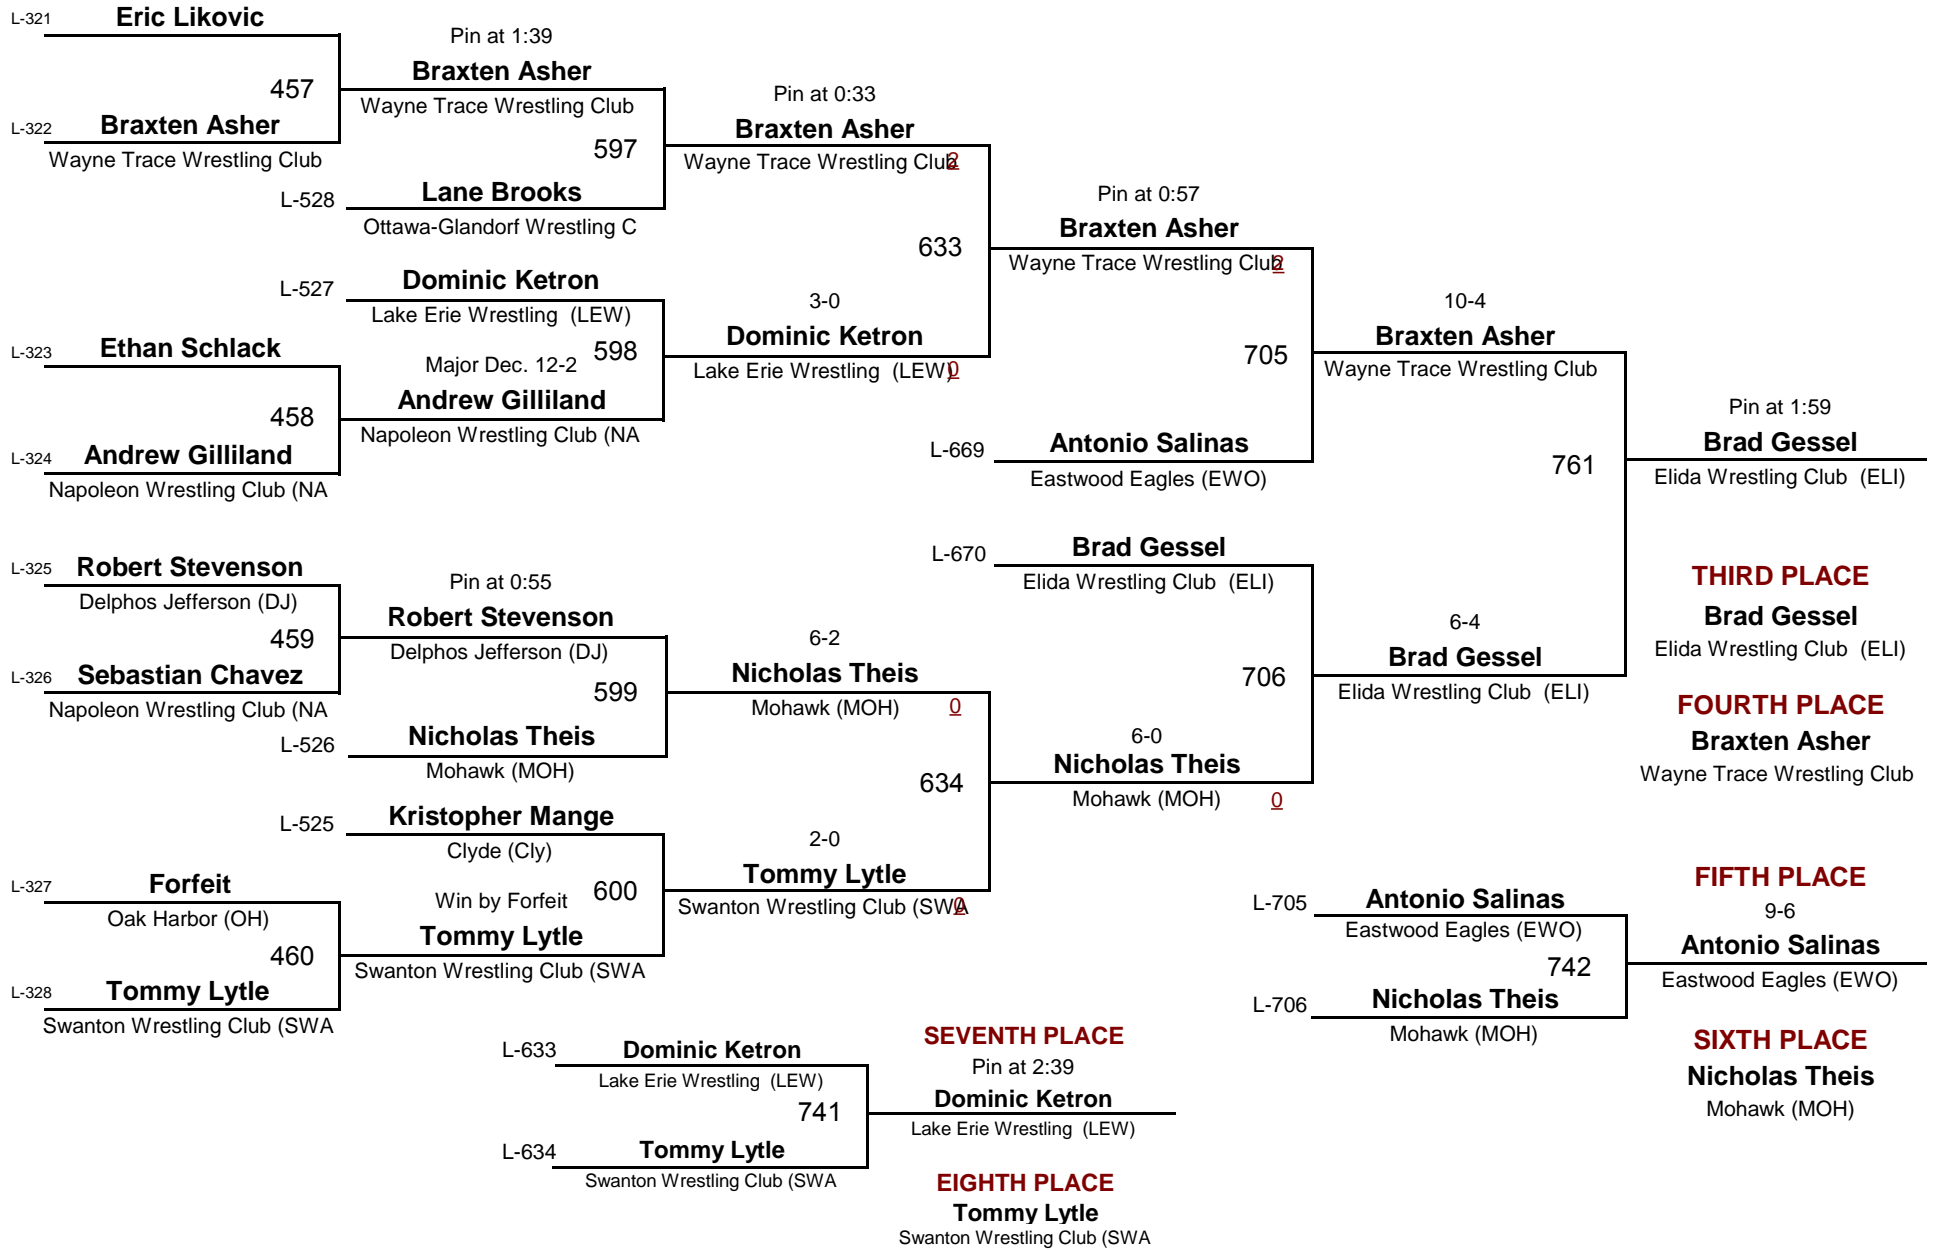 L-321 Eric Likovic
457
L-322 Braxten Asher
Wayne Trace Wrestling Club
Pin at 1:39
Braxten Asher
Wayne Trace Wrestling Club
597
L-528 Lane Brooks
Ottawa-Glandorf Wrestling C
Pin at 0:33
Braxten Asher
Wayne Trace Wrestling Club 2
633
L-527 Dominic Ketron
Lake Erie Wrestling (LEW)
598
L-323 Ethan Schlack
458
L-324 Andrew Gilliland
Napoleon Wrestling Club (NA
Major Dec. 12-2
Andrew Gilliland
Napoleon Wrestling Club (NA
3-0
Dominic Ketron
Lake Erie Wrestling (LEW) 0
Pin at 0:57
Braxten Asher
Wayne Trace Wrestling Club 2
705
L-669 Antonio Salinas
Eastwood Eagles (EWO)
10-4
Braxten Asher
Wayne Trace Wrestling Club
761
Pin at 1:59
Brad Gessel
Elida Wrestling Club (ELI)
L-325 Robert Stevenson
Delphos Jefferson (DJ)
459
L-326 Sebastian Chavez
Napoleon Wrestling Club (NA
Pin at 0:55
Robert Stevenson
Delphos Jefferson (DJ)
599
L-526 Nicholas Theis
Mohawk (MOH)
6-2
Nicholas Theis
Mohawk (MOH) 0
634
L-525 Kristopher Mange
Clyde (Cly)
600
L-327 Forfeit
Oak Harbor (OH)
460
L-328 Tommy Lytle
Swanton Wrestling Club (SWA
Win by Forfeit
Tommy Lytle
Swanton Wrestling Club (SWA
2-0
Tommy Lytle
Swanton Wrestling Club (SWA 0
L-670 Brad Gessel
Elida Wrestling Club (ELI)
706
6-0
Nicholas Theis
Mohawk (MOH) 0
6-4
Brad Gessel
Elida Wrestling Club (ELI)
THIRD PLACE
Brad Gessel
Elida Wrestling Club (ELI)
FOURTH PLACE
Braxten Asher
Wayne Trace Wrestling Club
L-705 Antonio Salinas
Eastwood Eagles (EWO)
742
L-706 Nicholas Theis
Mohawk (MOH)
FIFTH PLACE
9-6
Antonio Salinas
Eastwood Eagles (EWO)
SIXTH PLACE
Nicholas Theis
Mohawk (MOH)
L-633 Dominic Ketron
Lake Erie Wrestling (LEW)
741
L-634 Tommy Lytle
Swanton Wrestling Club (SWA
SEVENTH PLACE
Pin at 2:39
Dominic Ketron
Lake Erie Wrestling (LEW)
EIGHTH PLACE
Tommy Lytle
Swanton Wrestling Club (SWA